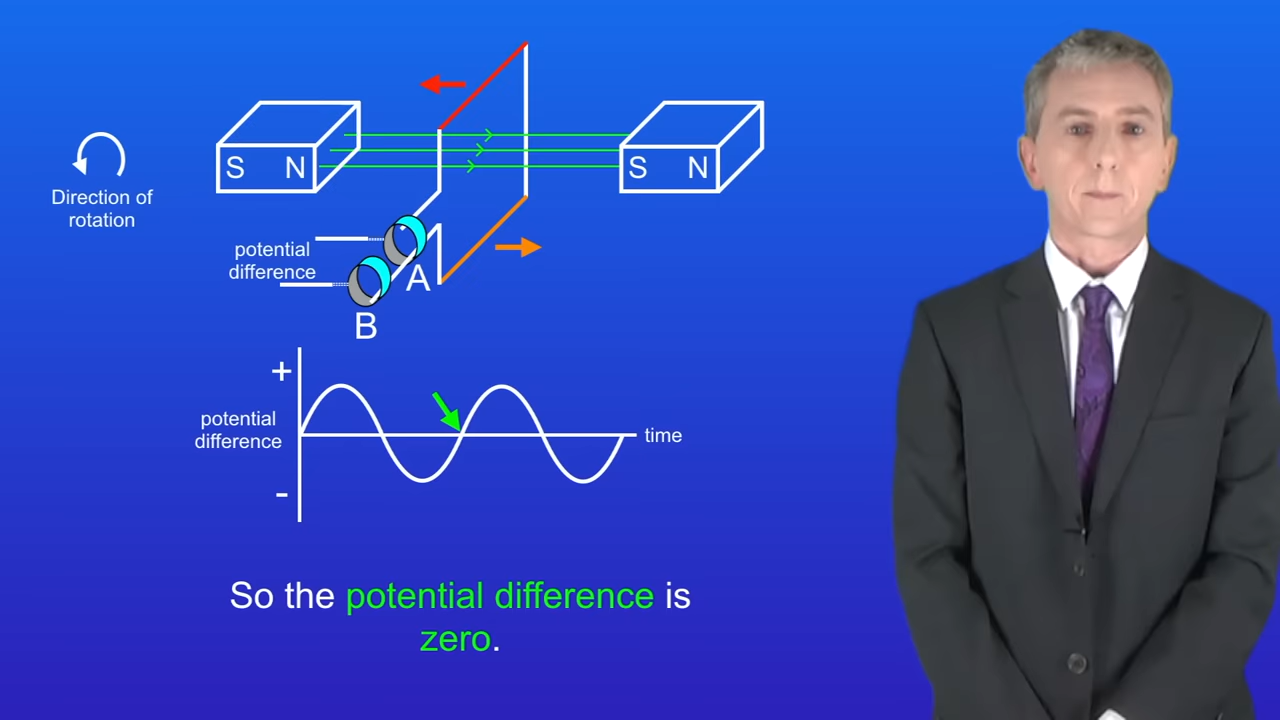 S N
S N
Direction of
rotation
potential
difference
A
B
+
potential
difference
time
-
So the potential difference is
zero.